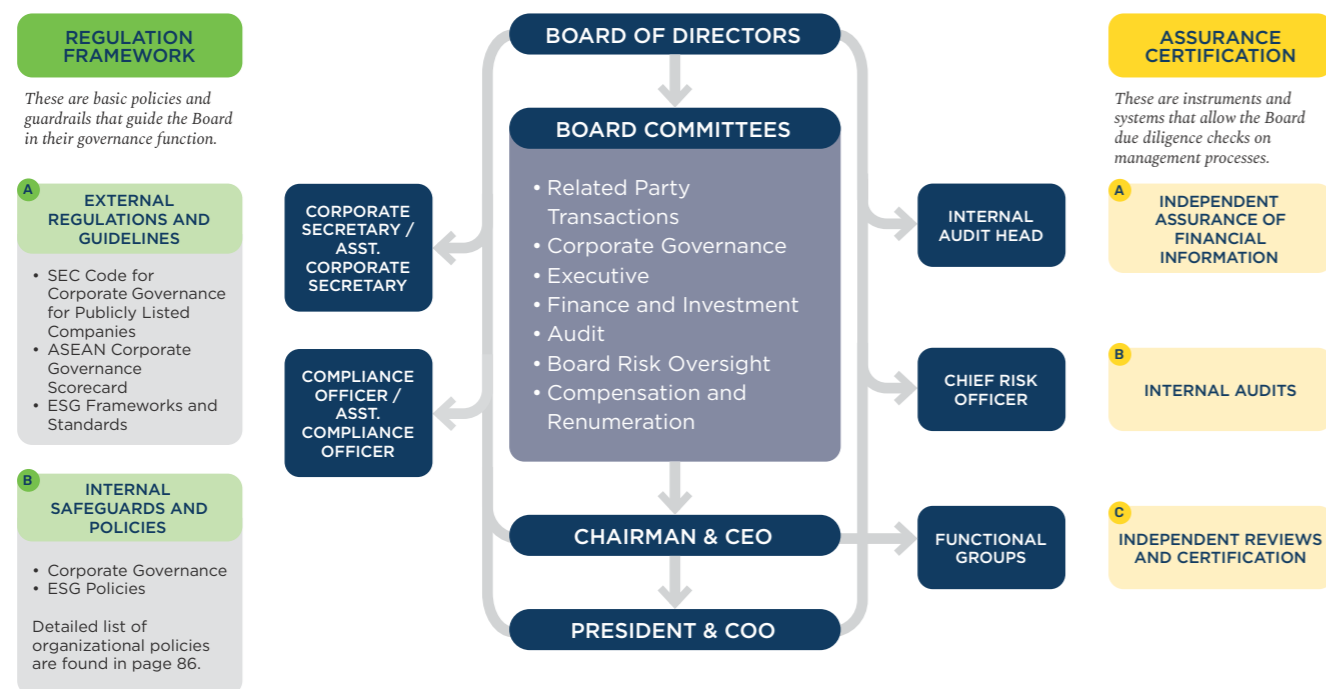 REGULATION
FRAMEWORK
These are basic policies and
guardrails that guide the Board
in their governance function.
A
EXTERNAL
REGULATIONS AND
GUIDELINES
• SEC Code for
Corporate Governance
for Publicly Listed
Companies
• ASEAN Corporate
Governance
Scorecard
• ESG Frameworks and
Standards
B
INTERNAL
SAFEGUARDS AND
POLICIES
• Corporate Governance
• ESG Policies
Detailed list of
organizational policies
are found in page 86.
CORPORATE
SECRETARY /
ASST.
CORPORATE
SECRETARY
COMPLIANCE
OFFICER /
ASST.
COMPLIANCE
OFFICER
BOARD OF DIRECTORS
BOARD COMMITTEES
• Related Party
Transactions
• Corporate Governance
• Executive
• Finance and Investment
• Audit
• Board Risk Oversight
• Compensation and
Renumeration
CHAIRMAN & CEO
PRESIDENT & COO
INTERNAL
AUDIT HEAD
CHIEF RISK
OFFICER
FUNCTIONAL
GROUPS
ASSURANCE
CERTIFICATION
These are instruments and
systems that allow the Board
due diligence checks on
management processes.
A
INDEPENDENT
ASSURANCE OF
FINANCIAL
INFORMATION
B
INTERNAL AUDITS
C
INDEPENDENT REVIEWS
AND CERTIFICATION